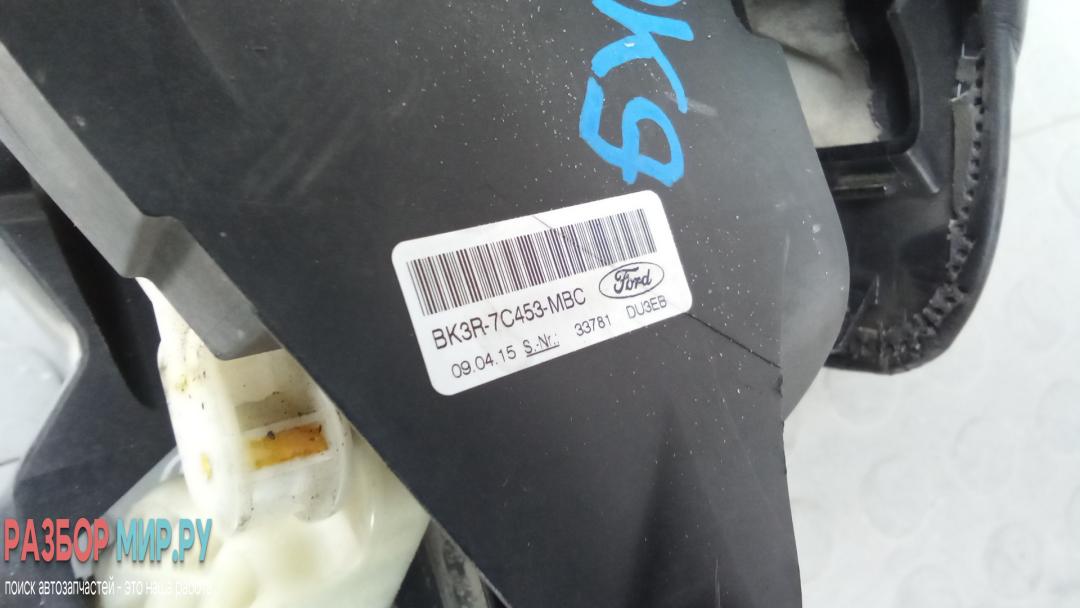 Ford
BK3R-7C453-MBC
09.04.15 S.-Nr.: 33781 DU3EB
РАЗБОР МИР.РУ
поиск автозапчастей - это наша работа